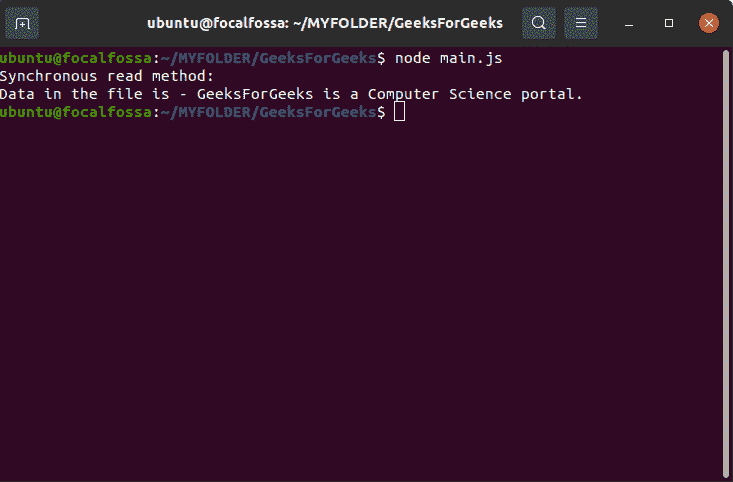 ubuntu@focalfossa: ~/MYFOLDER/GeeksForGeeks
ubuntu@focalfossa:~/MYFOLDER/GeeksForGeeks$ node main.js
Synchronous read method:
Data in the file is - GeeksForGeeks is a Computer Science portal.
ubuntu@focalfossa:~/MYFOLDER/GeeksForGeeks$